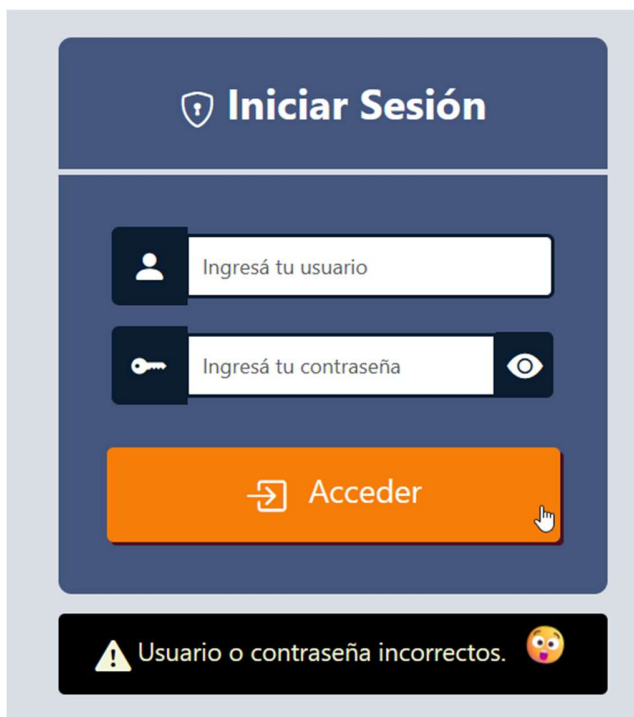 Iniciar Sesión
Ingresá tu usuario
Ingresá tu contraseña
Acceder
Usuario o contraseña incorrectos.